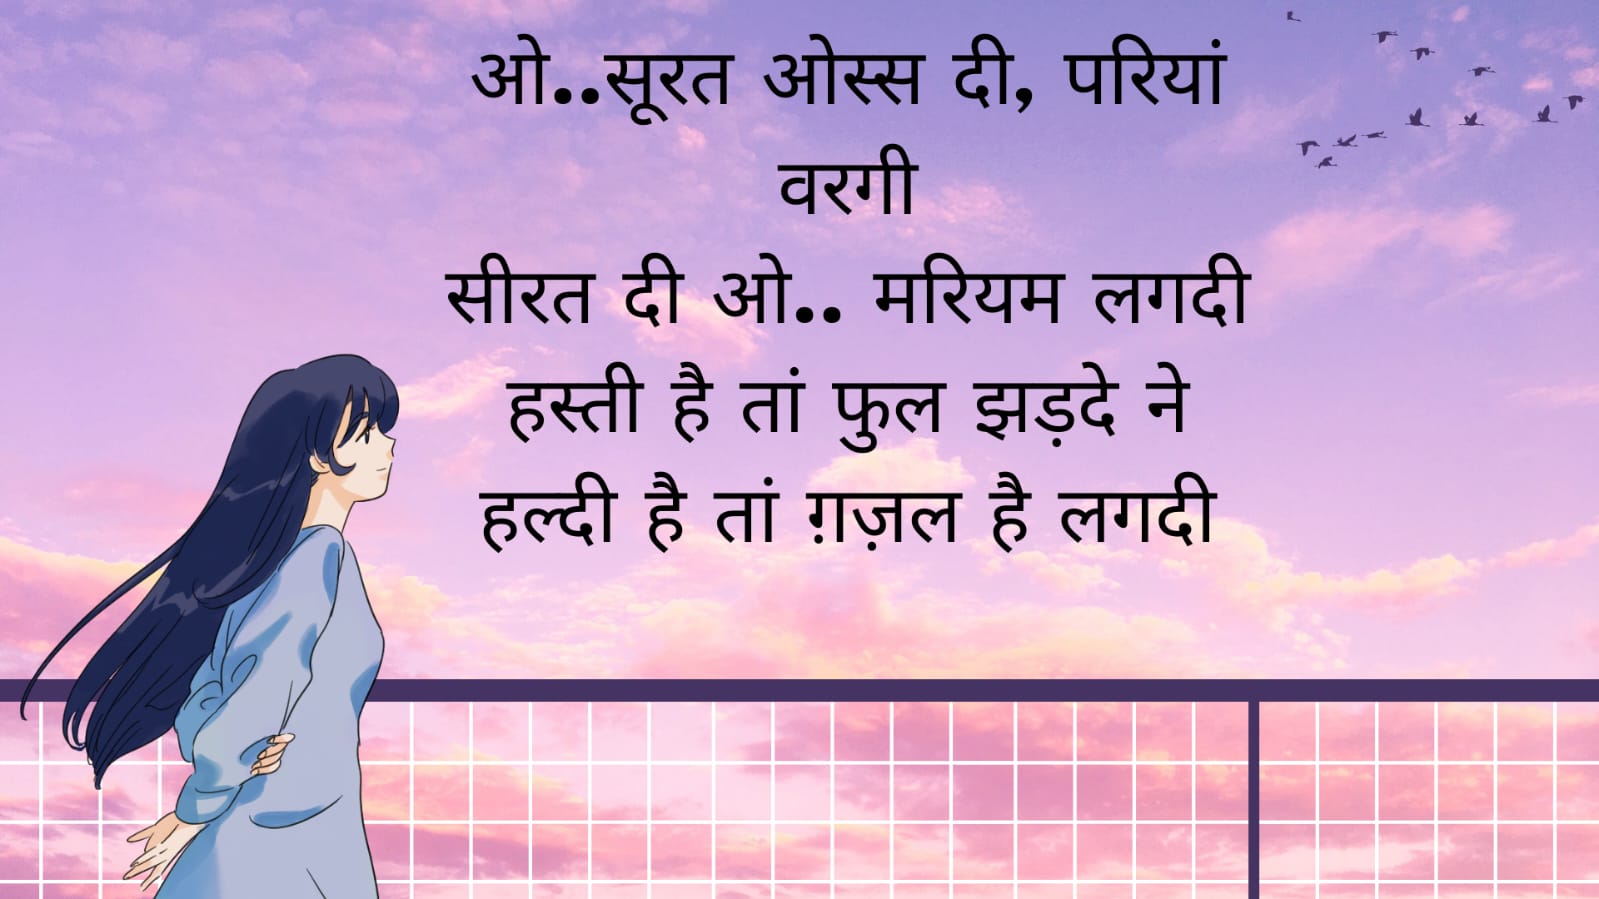 ओ..सूरत ओस्स दी, परियां
वरगी
सीरत दी ओ.. मरियम लगदी
हस्ती है तां फुल झड़दे ने
हल्दी है तां ग़ज़ल है लगदी